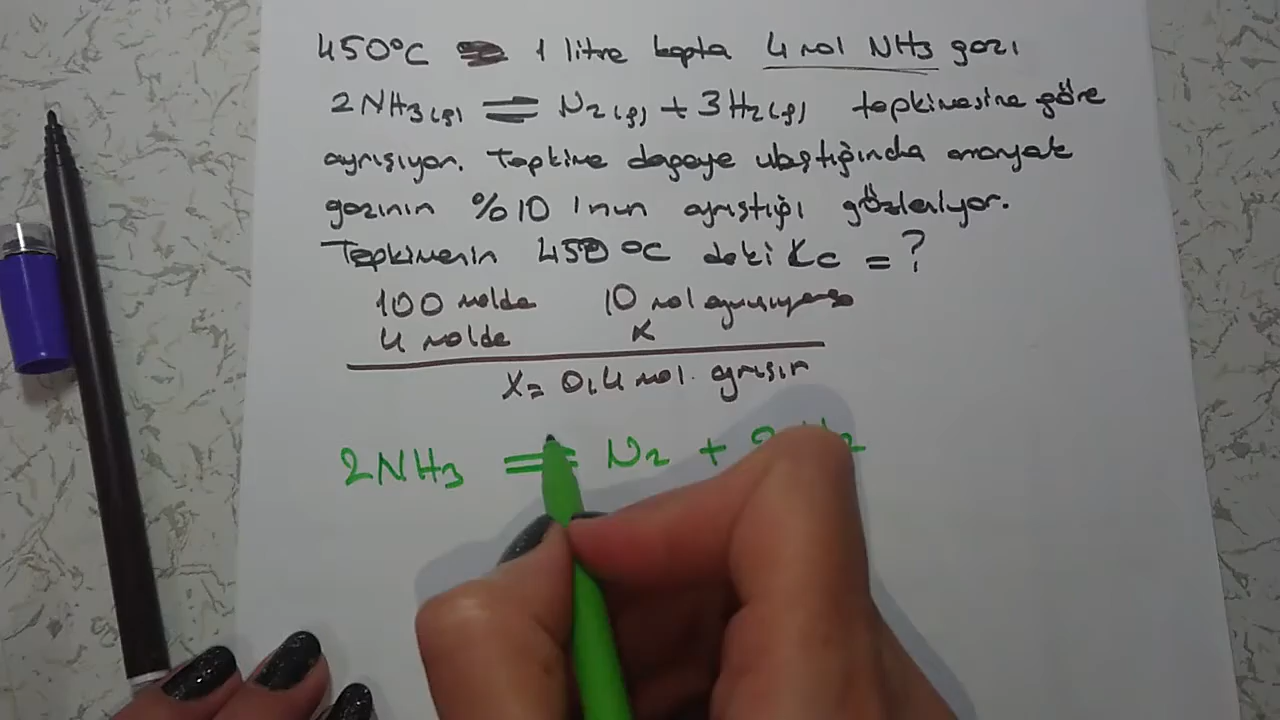 450°C 1 litre kapta 4 mol NH3 gazı
2NH3(g) ⇌ N2(g) + 3H2(g) tepkimesine göre
ayrışıyor. Tepkime dengeye ulaştığında amonyak
gazının %10 'nun ayrıştığı gözleniyor.
Tepkimenin 450 °C deki Kc = ?
100 molde 10 mol ayrışıyorsa
4 molde x
x= 0,4 mol. ayrışır
2NH3 ⇌ N2 +